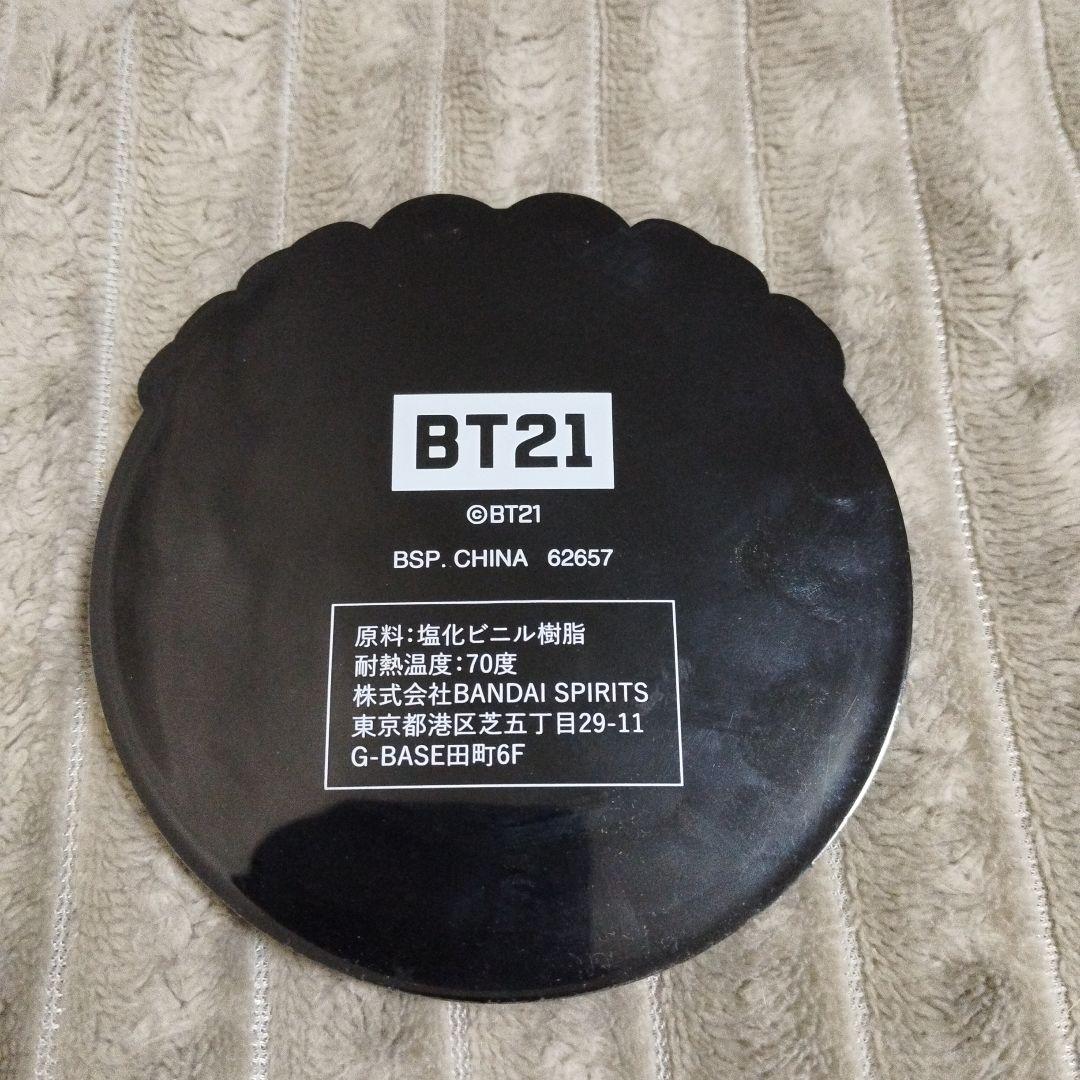 BT21
©BT21
BSP. CHINA 62657
原料:塩化ビニル樹脂
耐熱温度:70度
株式会社BANDAI SPIRITS
東京都港区芝五丁目29-11
G-BASE田町6F